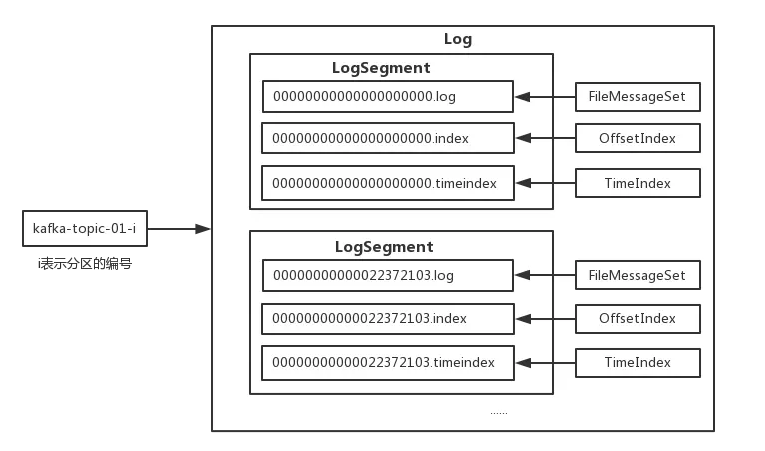 Log
LogSegment
00000000000000000000.log
FileMessageSet
00000000000000000000.index
OffsetIndex
00000000000000000000.timeindex
TimeIndex
kafka-topic-01-i
i表示分区的编号
LogSegment
00000000000022372103.log
FileMessageSet
00000000000022372103.index
OffsetIndex
00000000000022372103.timeindex
TimeIndex
......